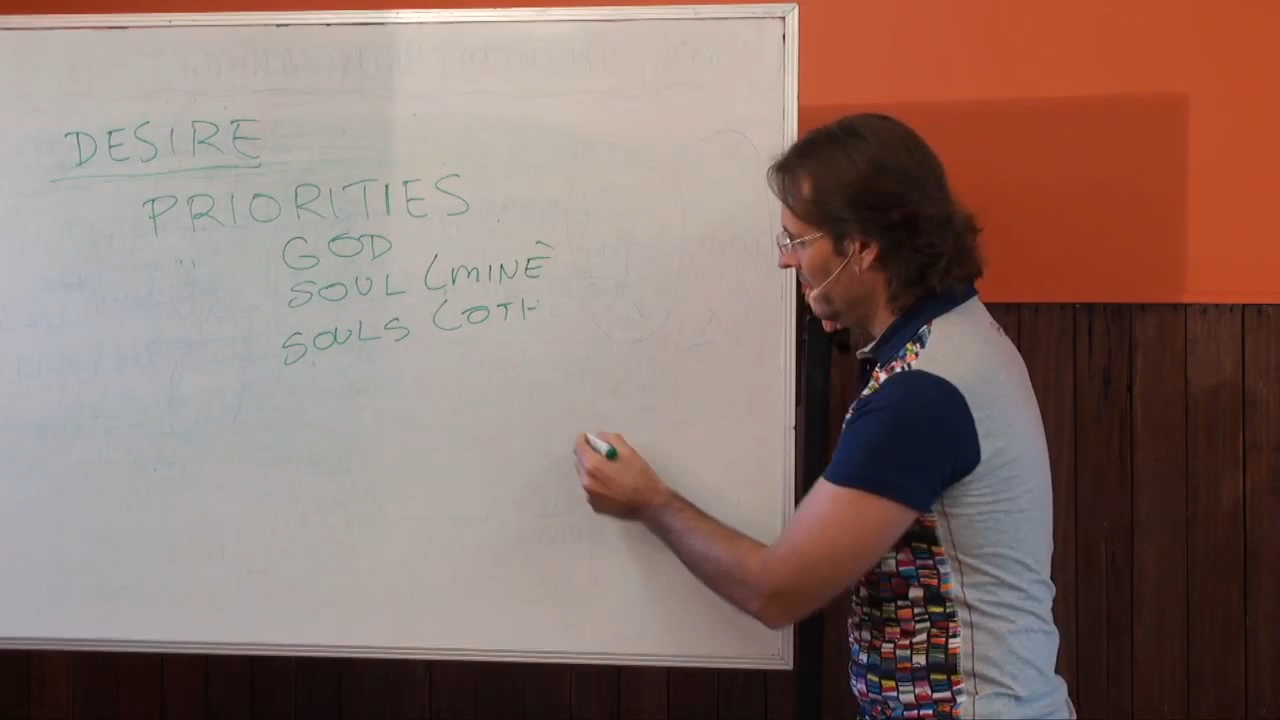 DESIRE
PRIORITIES
GOD
SOUL (MINE
SOULS (OTH